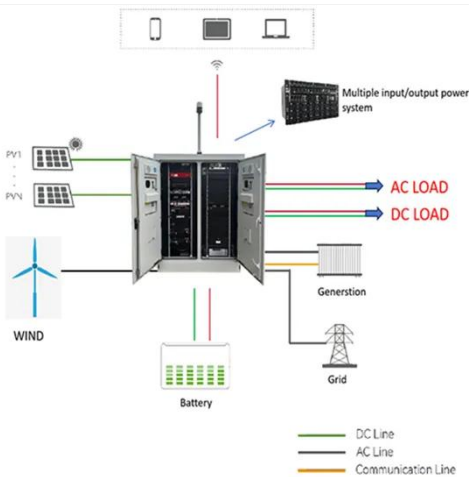 Multiple input/output power
system
PV1
PVN
AC LOAD
DC LOAD
WIND
Generstion
Battery
Grid
DC Line
AC Line
Communication Line